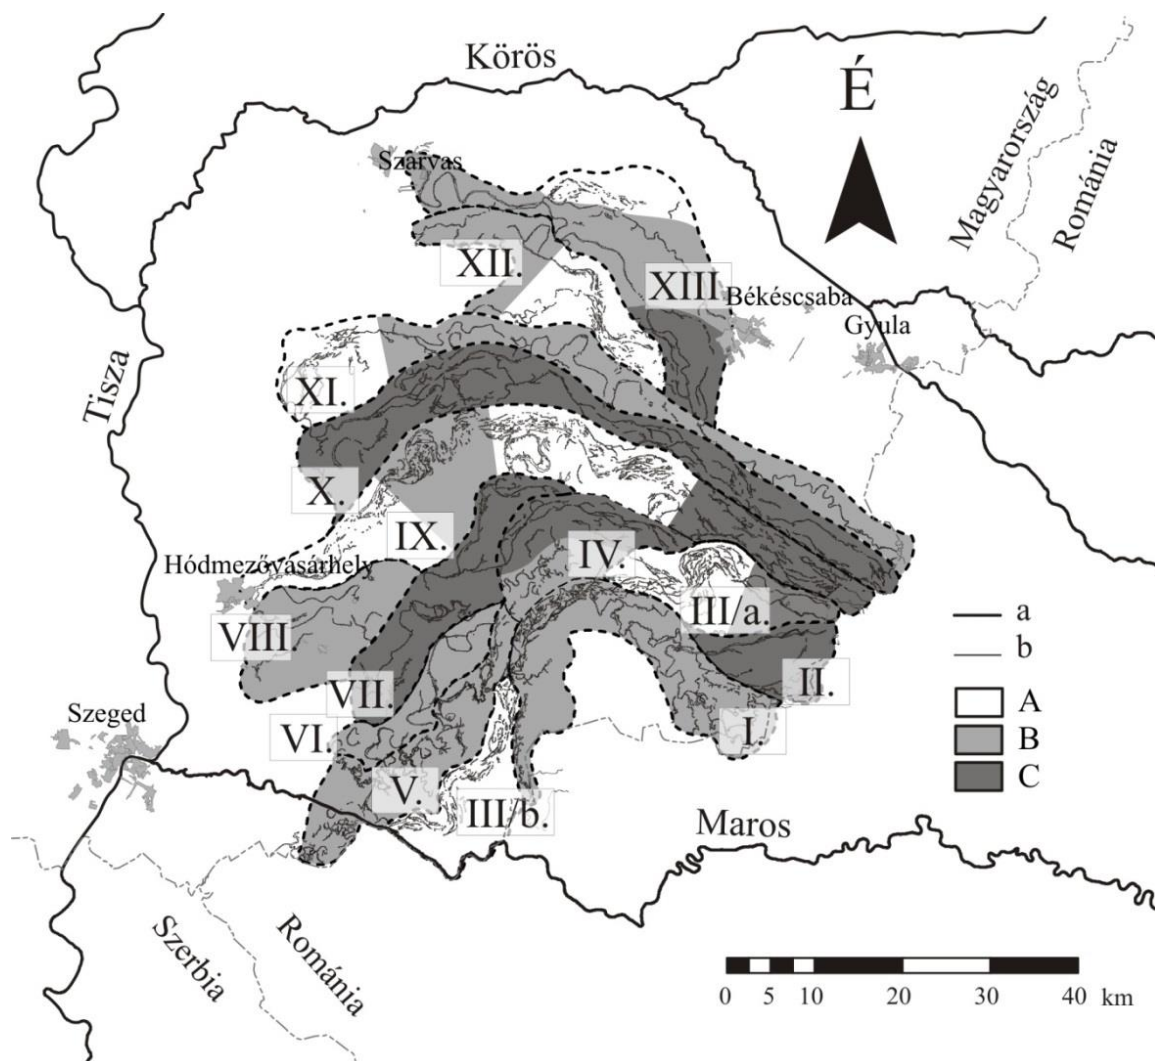 Körös
É
Magyarország
Románia
Szarvas
XII.
XIII
Békéscsaba
Gyula
Tisza
XI.
X.
IX.
IV.
Hódmezővásárhely
III/a.
VIII
a
b
II.
VII.
A
Szeged
VI.
I
B
V.
C
III/b.
Maros
Szerbia
Románia
0 5 10 20 30 40 km